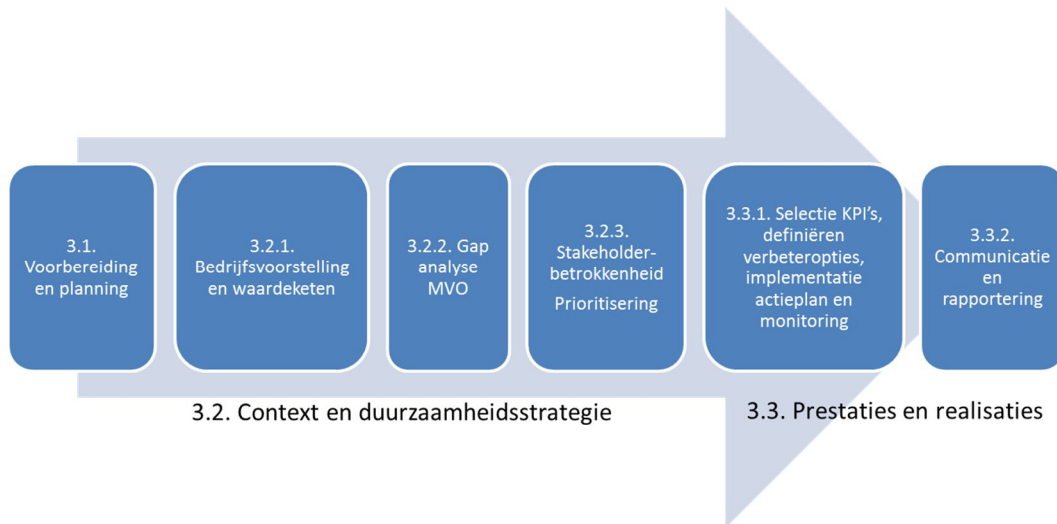 3.1.
Voorbereiding
en planning
3.2.1.
Bedrijfsvoorstelling
en waardeketen
3.2.2. Gap
analyse
MVO
3.2.3.
Stakeholder-
betrokkenheid
Prioritisering
3.3.1. Selectie KPI's,
definiëren
verbeteropties,
implementatie
actieplan en
monitoring
3.3.2.
Communicatie
en
rapportering
3.2. Context en duurzaamheidsstrategie
3.3. Prestaties en realisaties